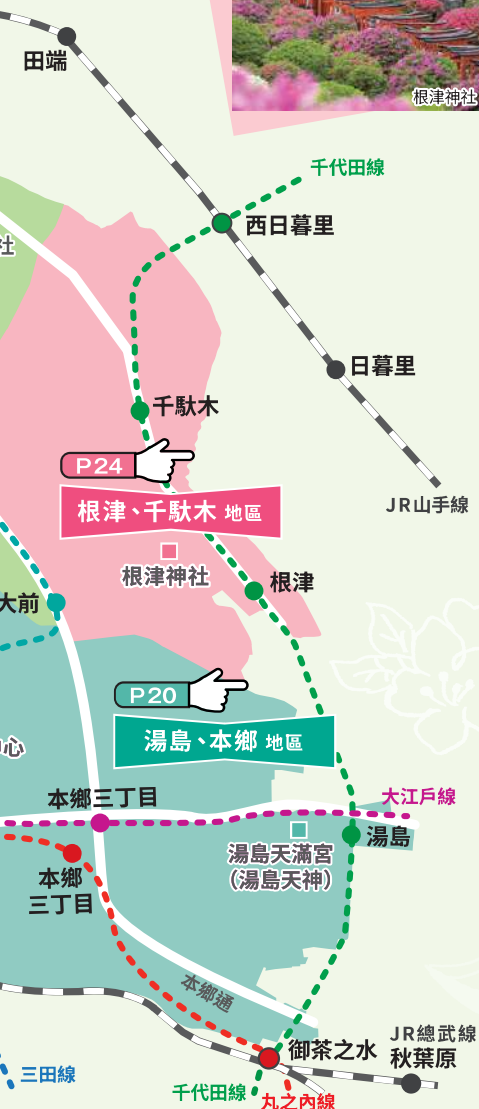 田端
根津神社
千代田線
西日暮里
社
日暮里
千駄木
P24
JR山手線
根津、千駄木 地區
根津神社
根津
大前
P20
湯島、本鄉 地區
心
本鄉三丁目
大江戶線
湯島
湯島天滿宮
(湯島天神)
本鄉
三丁目
本鄉通
JR總武線
御茶之水
秋葉原
三田線
千代田線
丸之內線